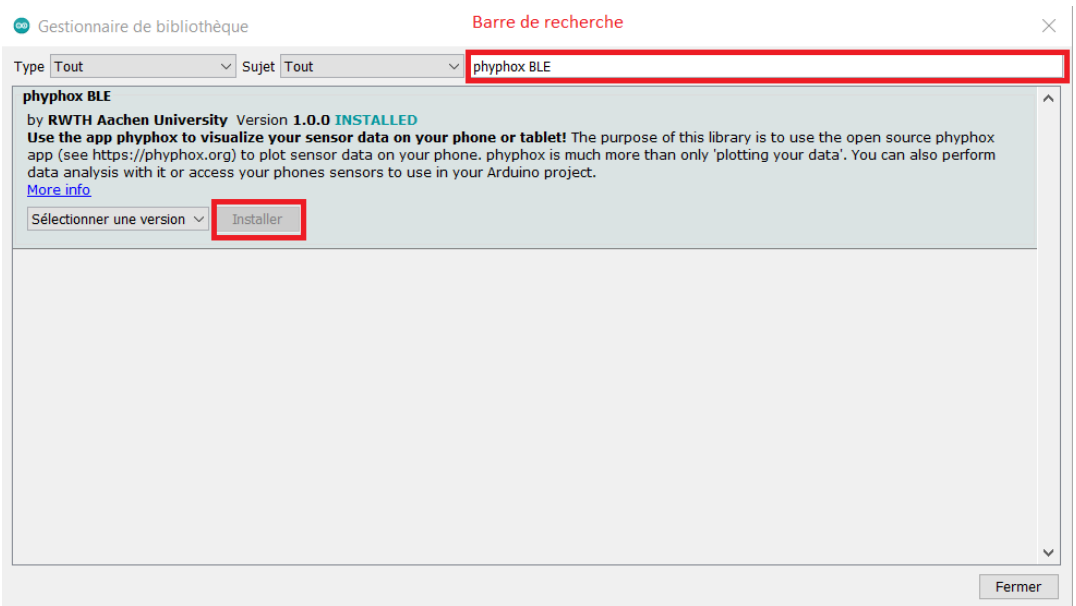 Gestionnaire de bibliothèque
Barre de recherche
Type Tout Sujet Tout phyphox BLE
phyphox BLE
by RWTH Aachen University Version 1.0.0 INSTALLED
Use the app phyphox to visualize your sensor data on your phone or tablet! The purpose of this library is to use the open source phyphox
app (see https://phyphox.org) to plot sensor data on your phone. phyphox is much more than only 'plotting your data'. You can also perform
data analysis with it or access your phones sensors to use in your Arduino project.
More info
Sélectionner une version Installer
Fermer